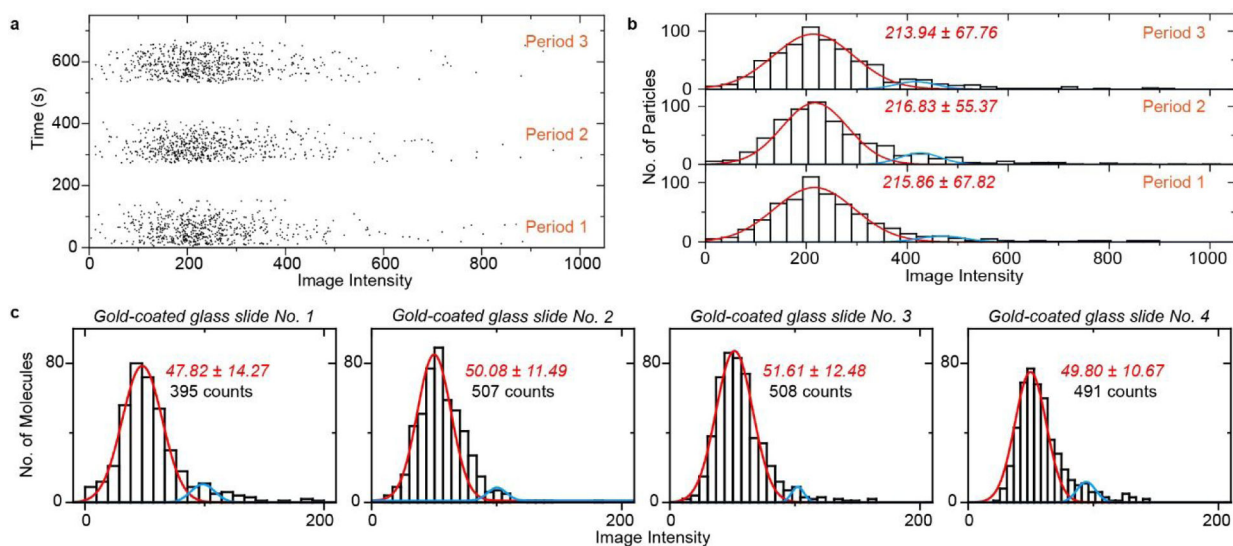 a
Period 3
600
400
Period 2
200
Period 1
0
Time (s)
0 200 400 600 800 1000
Image Intensity
b
213.94 ± 67.76
Period 3
100
0
216.83 ± 55.37
Period 2
100
0
215.86 ± 67.82
Period 1
100
0
No. of Particles
0 200 400 600 800 1000
Image Intensity
c
Gold-coated glass slide No. 1
47.82 ± 14.27
395 counts
80
0
0 200
No. of Molecules
Gold-coated glass slide No. 2
50.08 ± 11.49
507 counts
80
0
0 200
Gold-coated glass slide No. 3
51.61 ± 12.48
508 counts
80
0
0 200
Gold-coated glass slide No. 4
49.80 ± 10.67
491 counts
80
0
0 200
Image Intensity